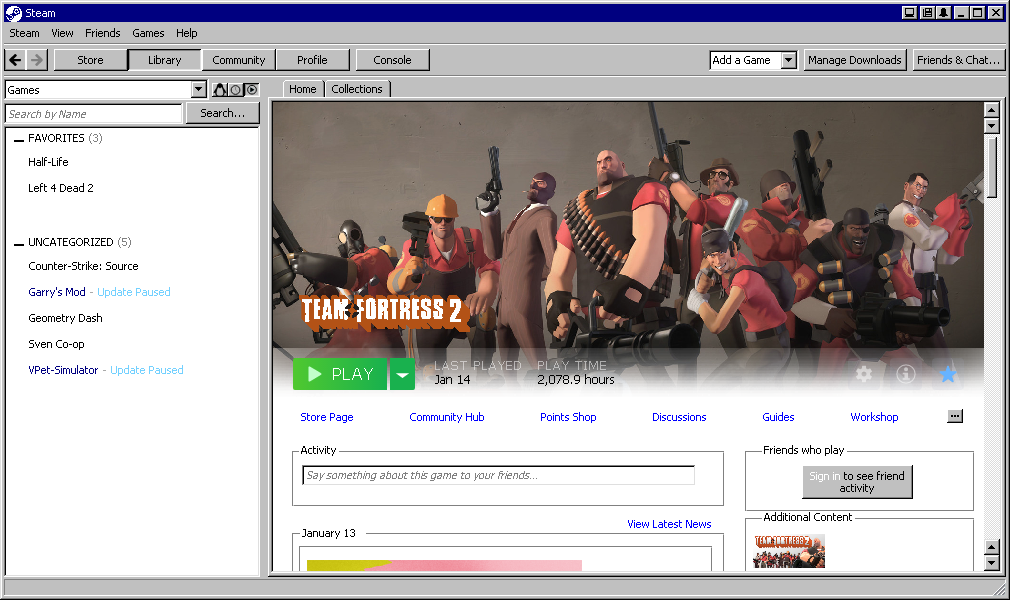 Steam
Steam View Friends Games Help
Store Library Community Profile Console Add a Game Manage Downloads Friends & Chat...
Games
Search by Name Search...
FAVORITES (3)
Half-Life
Left 4 Dead 2
UNCATEGORIZED (5)
Counter-Strike: Source
Garry's Mod - Update Paused
Geometry Dash
Sven Co-op
VPet-Simulator - Update Paused
Home Collections
TEAM FORTRESS 2
PLAY
LAST PLAYED PLAY TIME
Jan 14 2,078.9 hours
Store Page Community Hub Points Shop Discussions Guides Workshop
Activity
Say something about this game to your friends...
View Latest News
January 13
Friends who play
Sign in to see friend
activity
Additional Content
TEAM FORTRESS 2